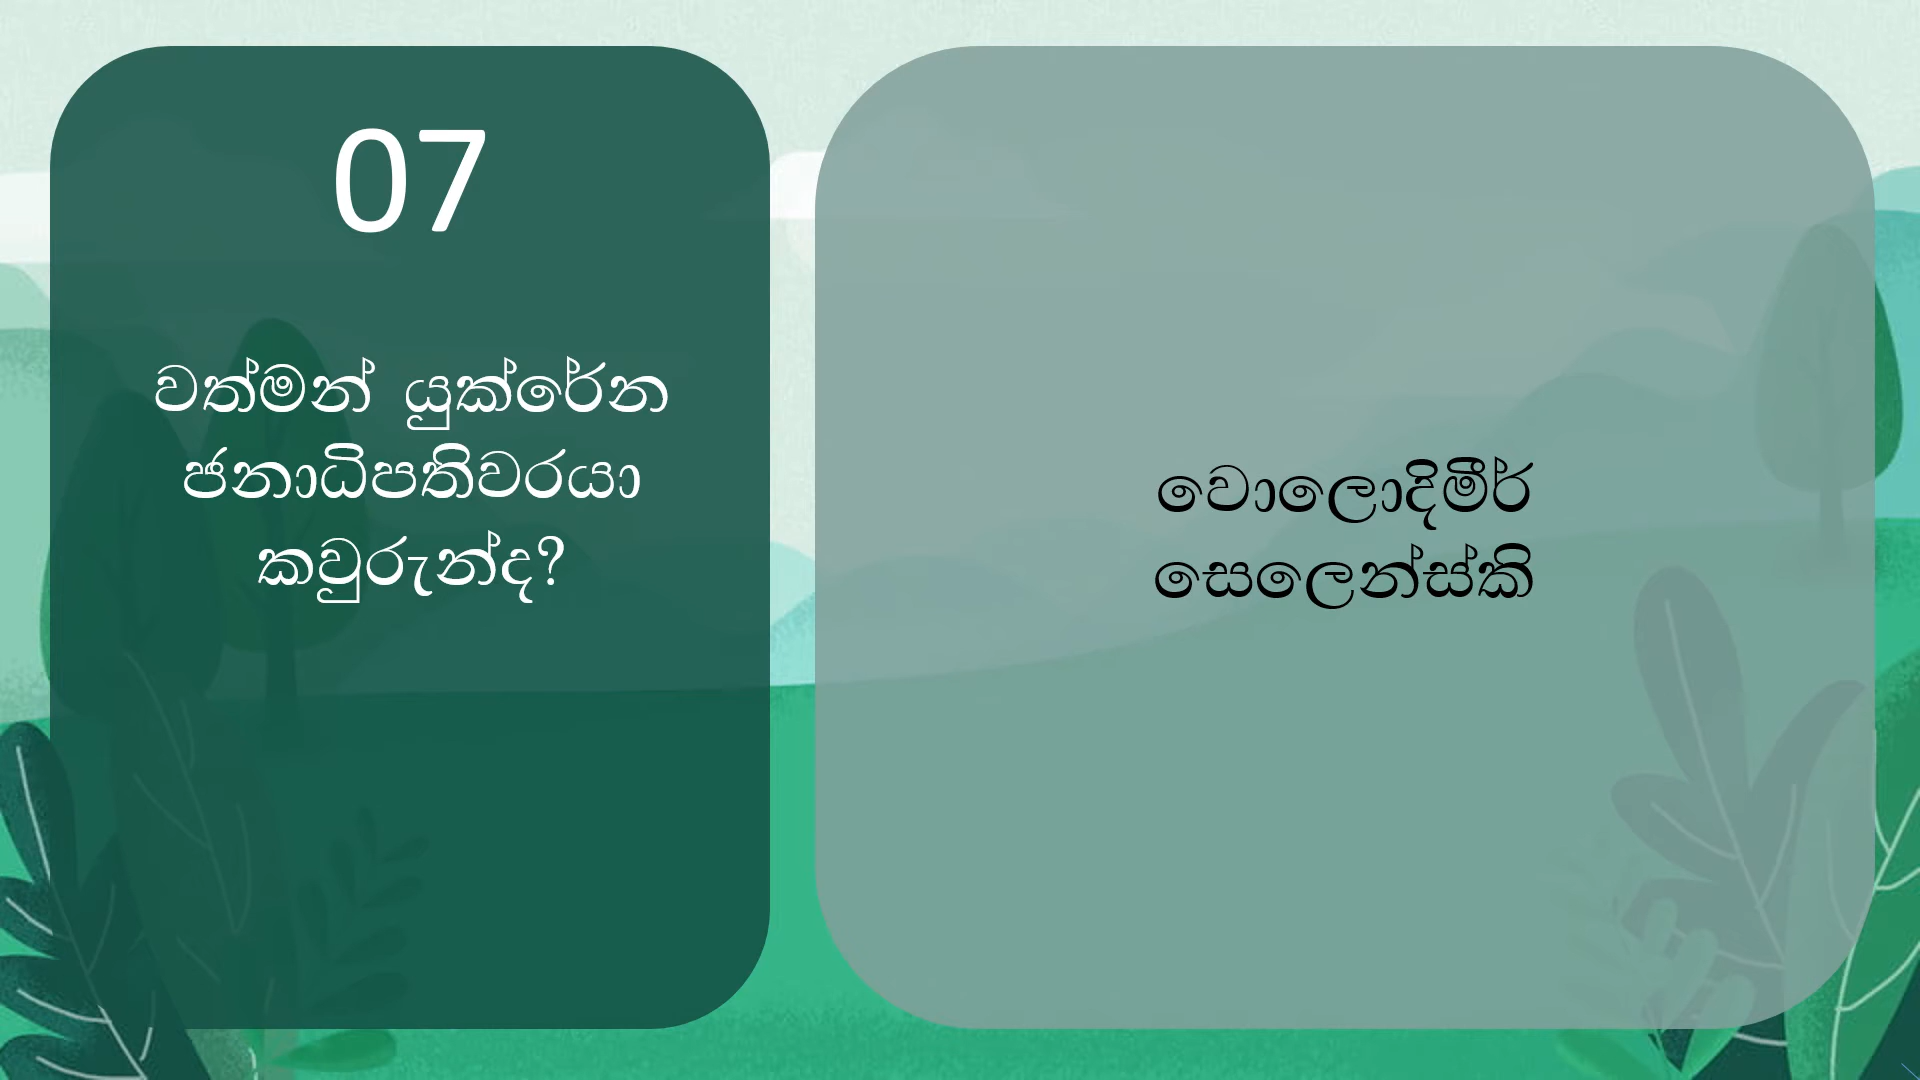 07
වත්මන් යුක්රේන
ජනාධිපතිවරයා
කවුරුන්ද?
වොලොදිමීර්
සෙලෙන්ස්කි